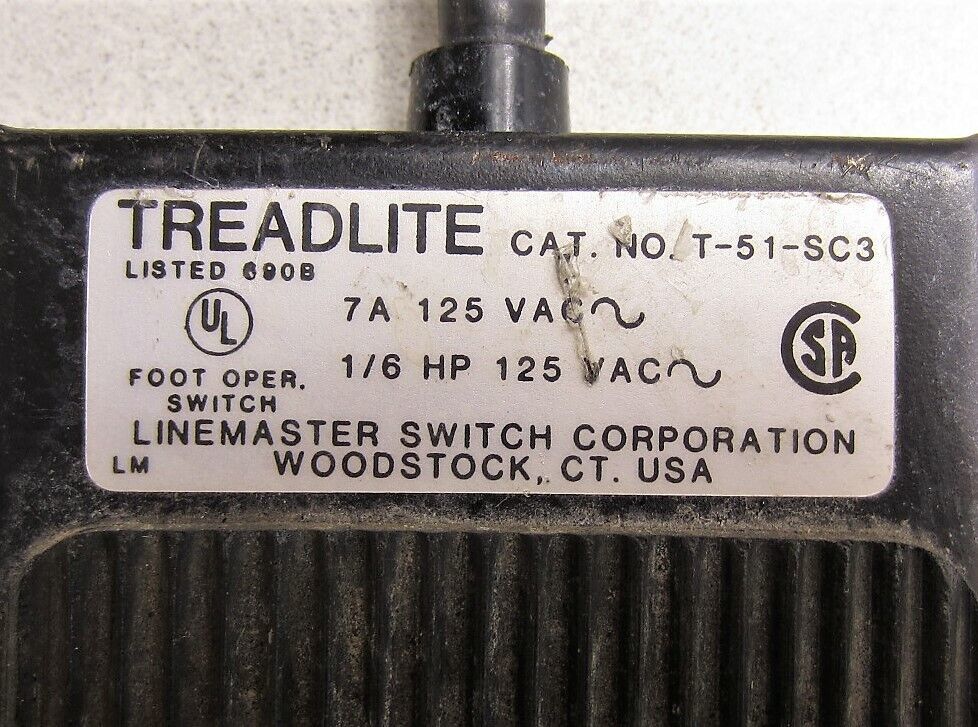 TREADLITE CAT. NO. T-51-SC3
LISTED 690B
UL
7A 125 VAC
SA
1/6 HP 125 VAC
FOOT OPER.
SWITCH
LINEMASTER SWITCH CORPORATION
LM WOODSTOCK, CT. USA